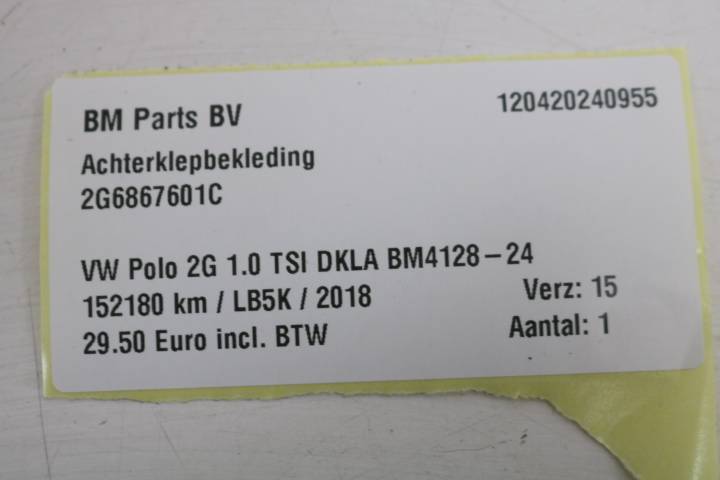 BM Parts BV 120420240955
Achterklepbekleding
2G6867601C
VW Polo 2G 1.0 TSI DKLA BM4128-24
152180 km / LB5K / 2018 Verz: 15
29.50 Euro incl. BTW Aantal: 1